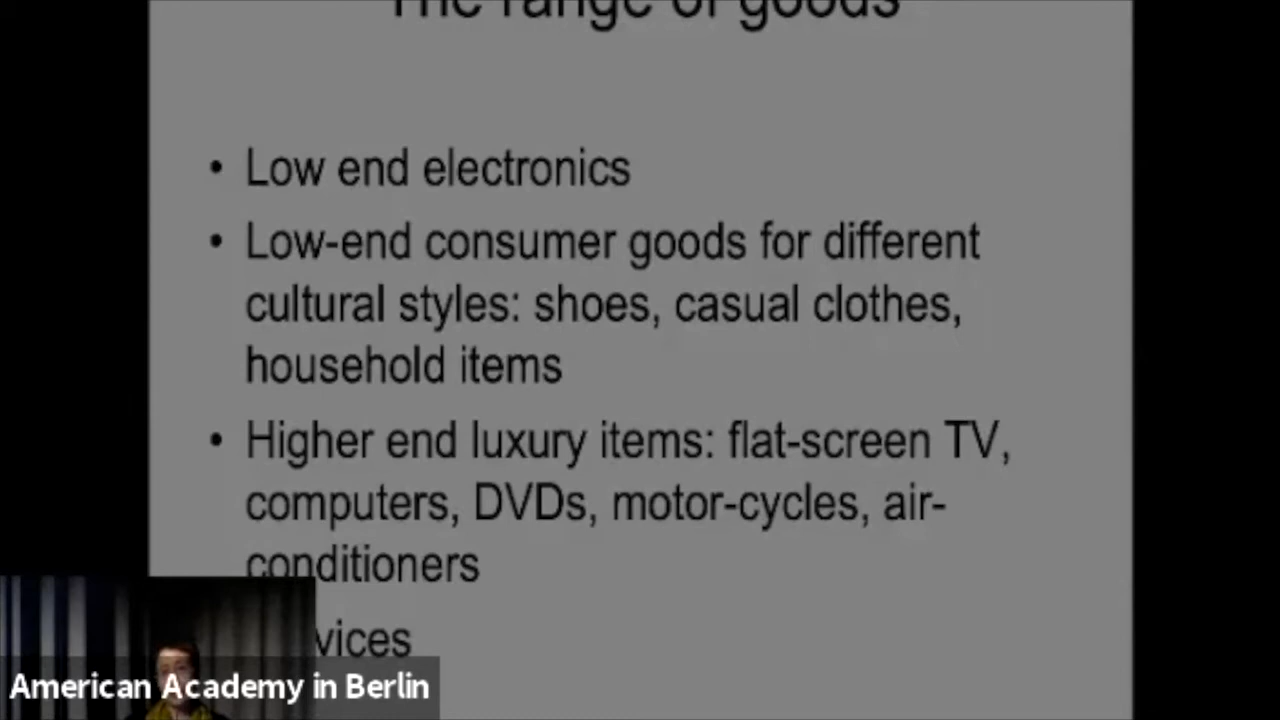 The range of goods
• Low end electronics
• Low-end consumer goods for different
cultural styles: shoes, casual clothes,
household items
• Higher end luxury items: flat-screen TV,
computers, DVDs, motor-cycles, air-
conditioners
vices
American Academy in Berlin